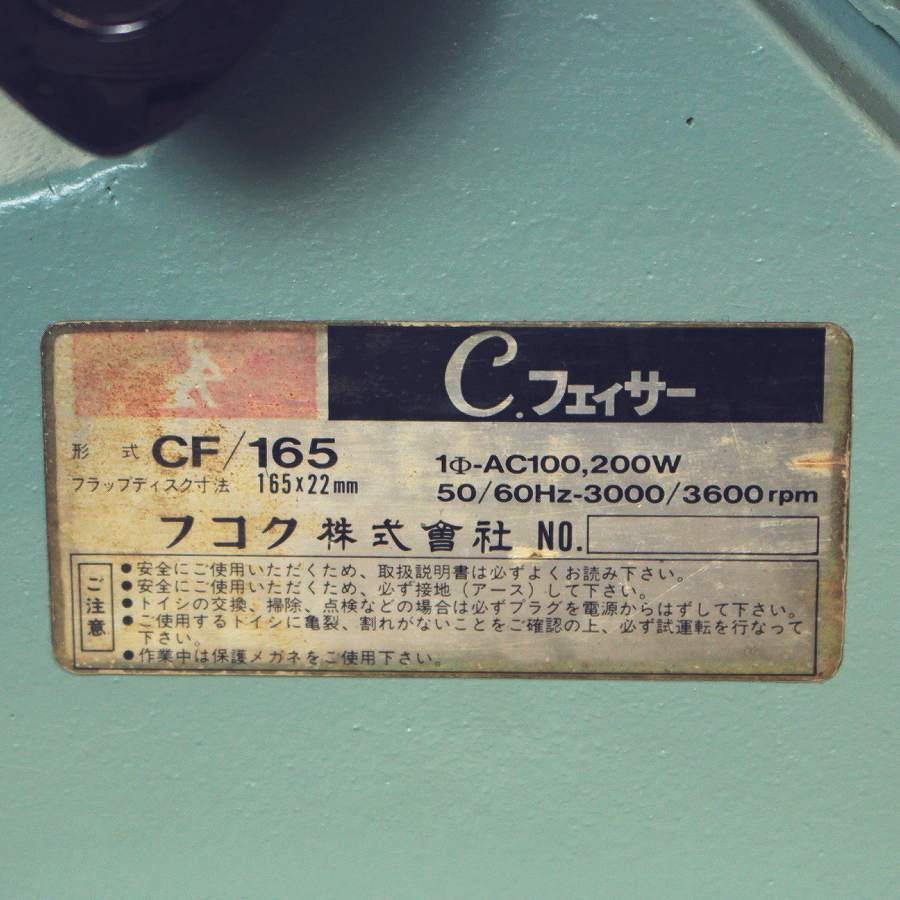 C.フェイサー
形式 CF/165
フラップディスク寸法 165×22mm
1Φ-AC100,200W
50/60Hz-3000/3600rpm
フコク株式會社 NO.
ご注意
●安全にご使用いただくため、取扱説明書は必ずよくお読み下さい。
●安全にご使用いただくため、必ず接地(アース)して下さい。
●トイシの交換、掃除、点検などの場合は必ずプラグを電源からはずして下さい。
●ご使用するトイシに亀裂、割れがないことをご確認の上、必ず試運転を行なって
下さい。
●作業中は保護メガネをご使用下さい。